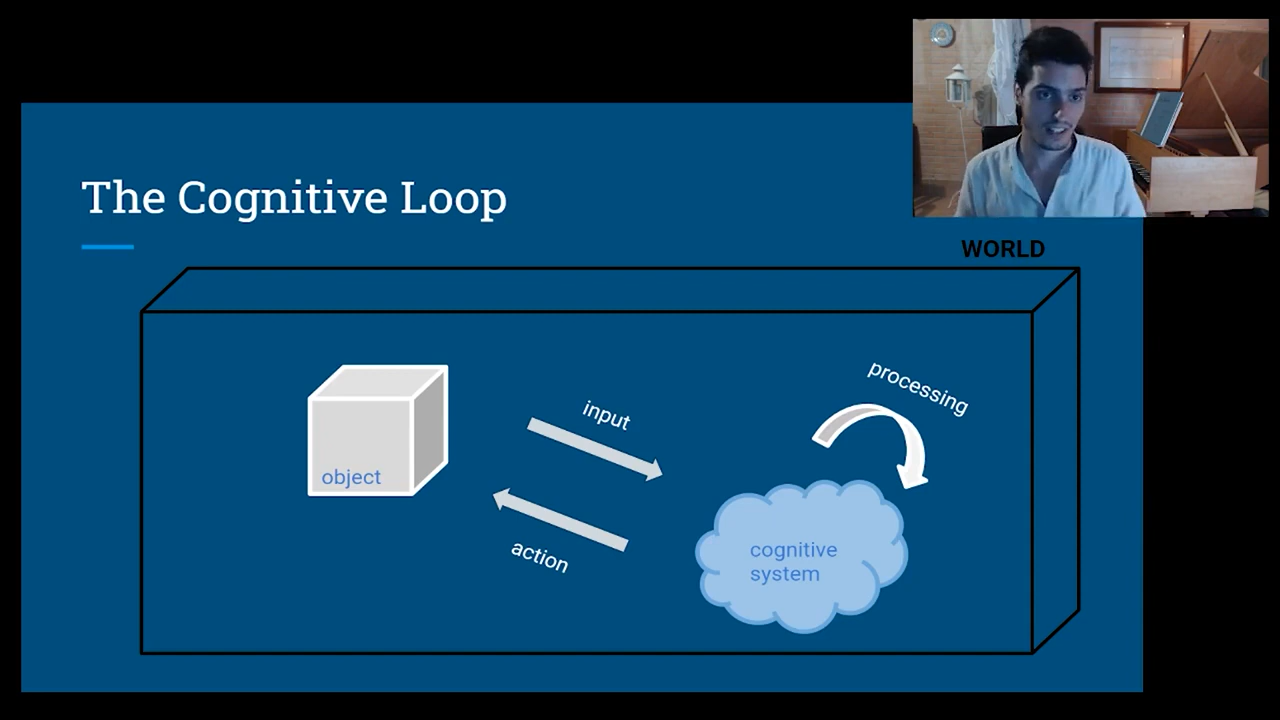 The Cognitive Loop
WORLD
processing
input
object
action
cognitive
system